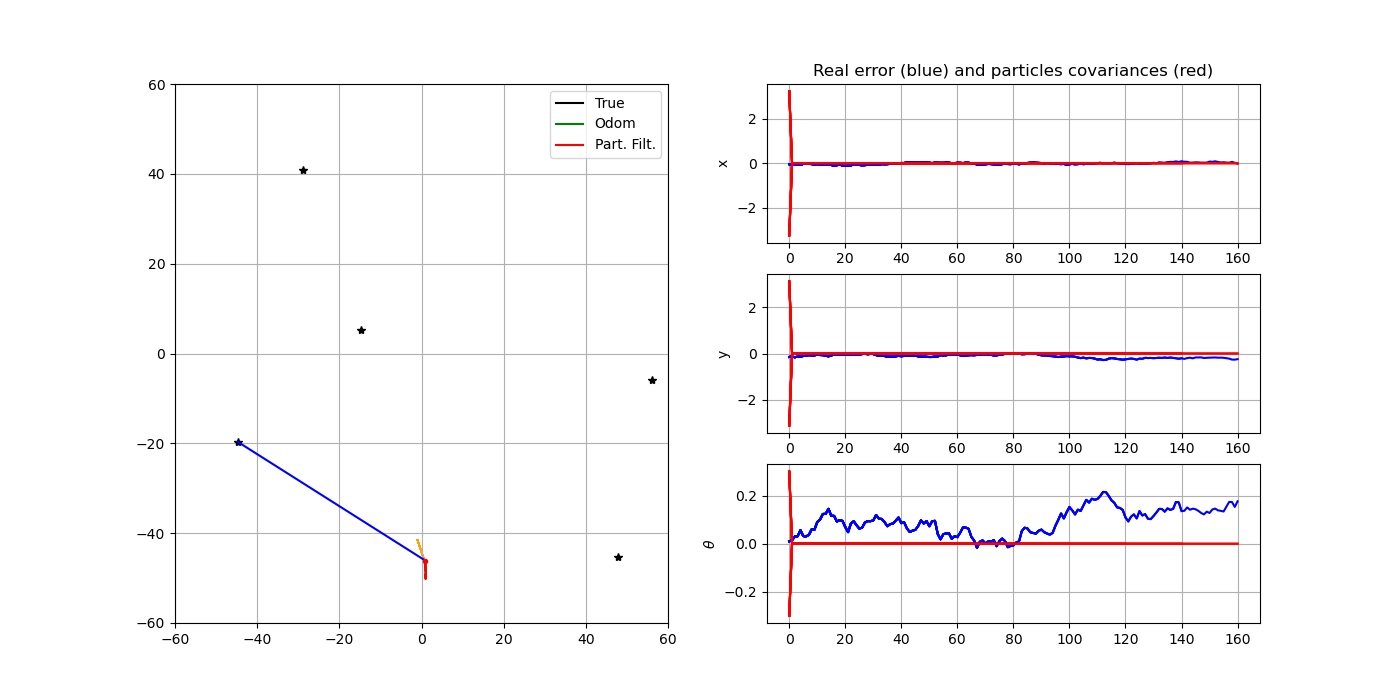 60
40
20
0
−20
−40
−60
−60 −40 −20 0 20 40 60
True
Odom
Part. Filt.
Real error (blue) and particles covariances (red)
x
2
0
−2
0 20 40 60 80 100 120 140 160
y
2
0
−2
0 20 40 60 80 100 120 140 160
θ
0.2
0.0
−0.2
0 20 40 60 80 100 120 140 160